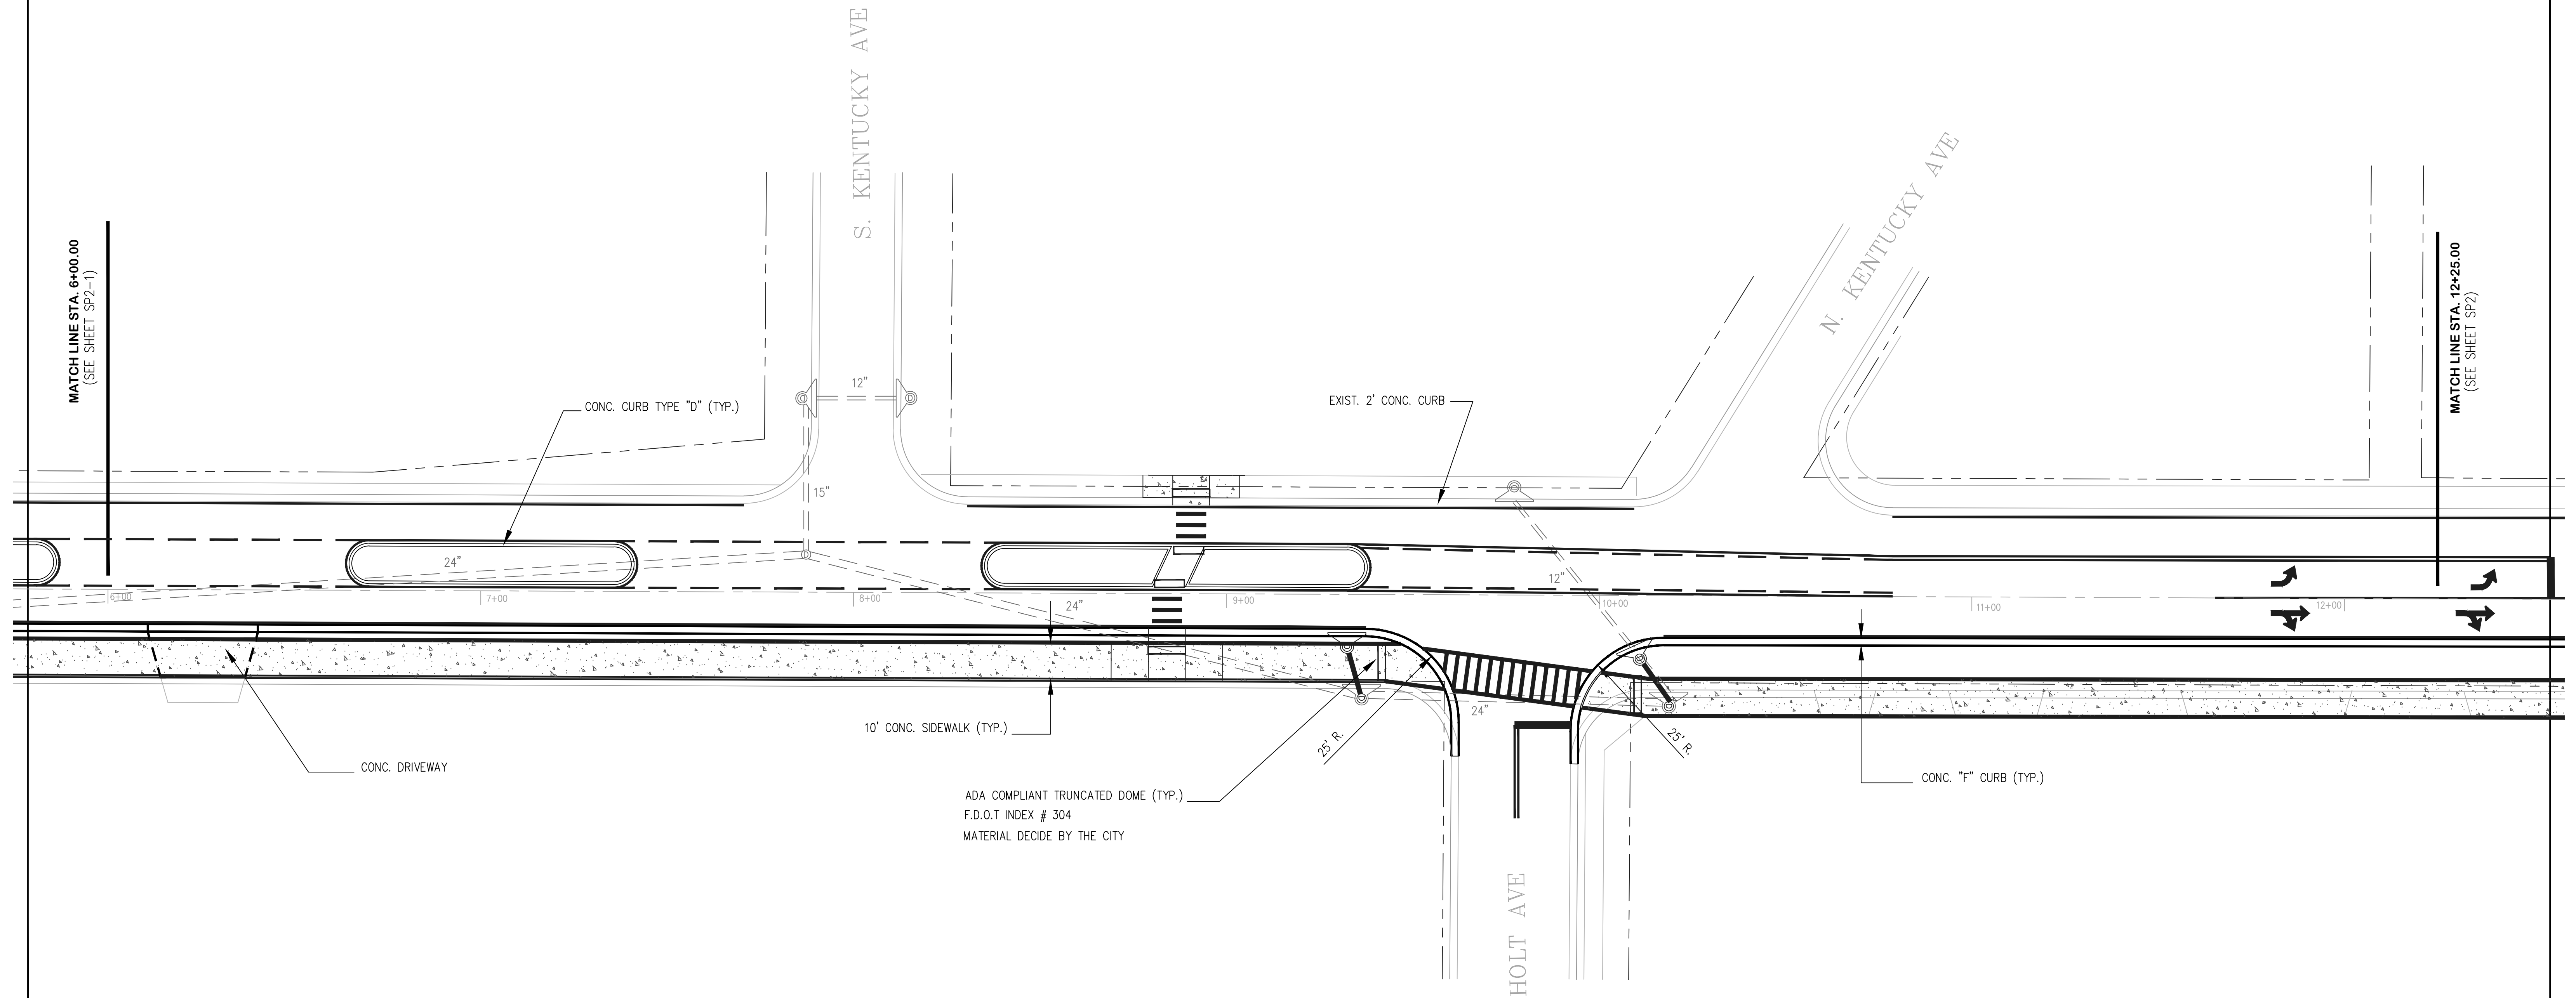 S. KENTUCKY AVE
N. KENTUCKY AVE
MATCH LINE STA. 6+00.00
(SEE SHEET SP2-1)
MATCH LINE STA. 12+25.00
(SEE SHEET SP2)
12"
CONC. CURB TYPE "D" (TYP.)
EXIST. 2' CONC. CURB
15"
24"
12"
6+00
7+00
8+00
9+00
10+00
11+00
12+00
24"
24"
10' CONC. SIDEWALK (TYP.)
25' R.
25' R.
CONC. DRIVEWAY
CONC. "F" CURB (TYP.)
ADA COMPLIANT TRUNCATED DOME (TYP.)
F.D.O.T INDEX # 304
MATERIAL DECIDE BY THE CITY
HOLT AVE